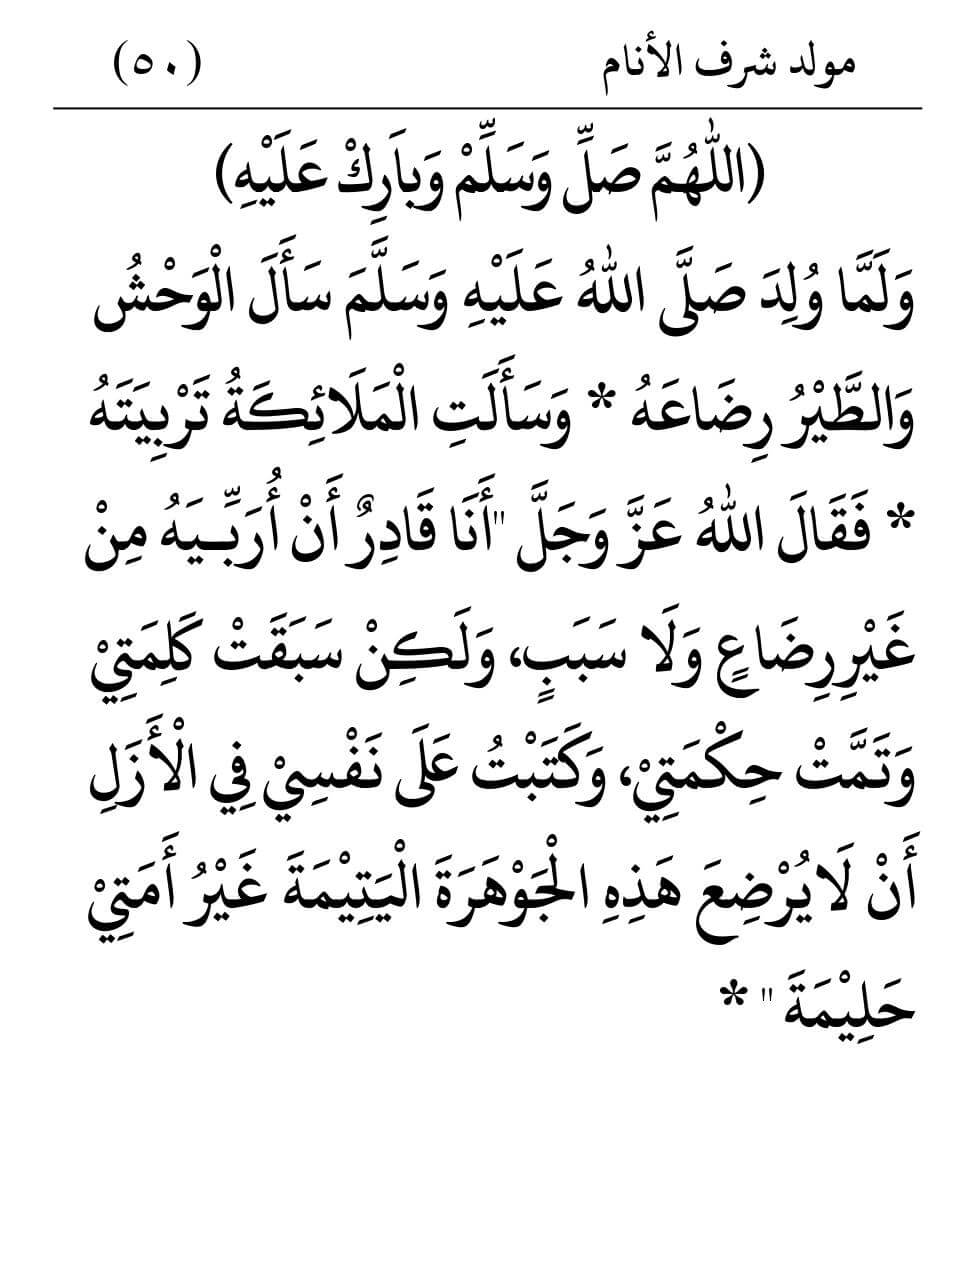 مولد شرف الأنام (٥٠)
(اللّٰهُمَّ صَلِّ وَسَلِّمْ وَبَارِكْ عَلَيْهِ)
وَلَمَّا وُلِدَ صَلَّى اللهُ عَلَيْهِ وَسَلَّمَ سَأَلَ الْوَحْشُ
وَالطَّيْرُ رِضَاعَهُ * وَسَأَلَتِ الْمَلَائِكَةُ تَرْبِيَتَهُ
* فَقَالَ اللهُ عَزَّ وَجَلَّ "أَنَا قَادِرٌ أَنْ أُرَبِّـيَهُ مِنْ
غَيْرِ رِضَاعٍ وَلَا سَبَبٍ، وَلَكِنْ سَبَقَتْ كَلِمَتِيْ
وَتَمَّتْ حِكْمَتِيْ، وَكَتَبْتُ عَلَى نَفْسِيْ فِي الْأَزَلِ
أَنْ لَا يُرْضِعَ هَذِهِ الْجَوْهَرَةَ الْيَتِيْمَةَ غَيْرُ أَمَتِيْ
حَلِيْمَةَ " *